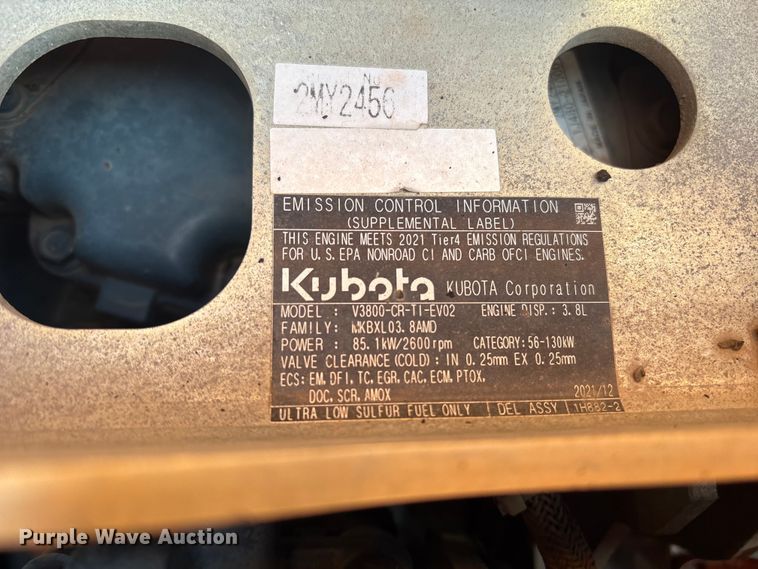 No
2MY2456
EMISSION CONTROL INFORMATION
(SUPPLEMENTAL LABEL)
THIS ENGINE MEETS 2021 Tier4 EMISSION REGULATIONS
FOR U.S. EPA NONROAD CI AND CARB OFCI ENGINES.
Kubota KUBOTA Corporation
MODEL : V3800-CR-TI-EV02 ENGINE DISP.: 3.8L
FAMILY: MKBXL03.8AMD
POWER : 85.1kW/2600rpm CATEGORY:56-130kW
VALVE CLEARANCE(COLD): IN 0.25mm EX 0.25mm
ECS: EM, DFI, TC, EGR, CAC, ECM, PTOX,
DOC, SCR, AMOX 2021/12
ULTRA LOW SULFUR FUEL ONLY DEL ASSY 1H682-2
Purple Wave Auction®